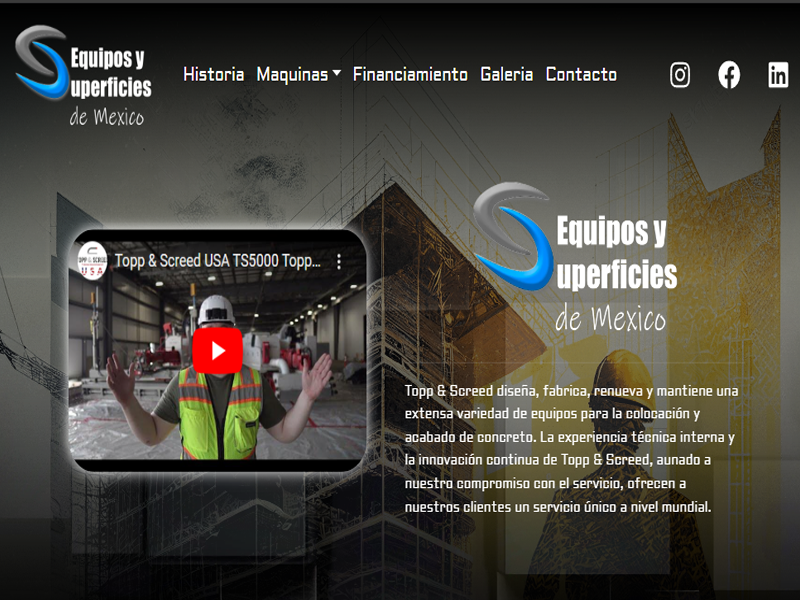 Equipos y
uperficies
de Mexico
Historia Maquinas Financiamiento Galeria Contacto
Topp & Screed USA TS5000 Topp...
TOPP & SCREED
USA
Equipos y
uperficies
de Mexico
Topp & Screed diseña, fabrica, renueva y mantiene una
extensa variedad de equipos para la colocación y
acabado de concreto. La experiencia técnica interna y
la innovación continua de Topp & Screed, aunado a
nuestro compromiso con el servicio, ofrecen a
nuestros clientes un servicio único a nivel mundial.